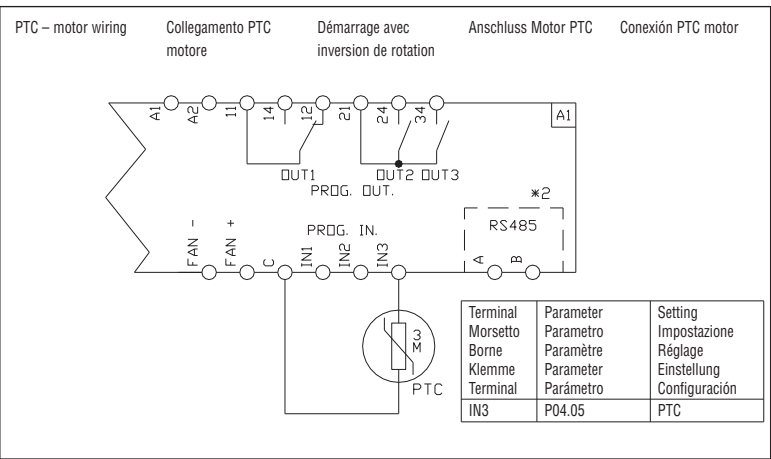 PTC – motor wiring
Collegamento PTC
motore
Démarrage avec
inversion de rotation
Anschluss Motor PTC
Conexión PTC motor
A1
A2
11
14
12
21
24
34
A1
OUT1
OUT2
OUT3
PROG. OUT.
*2
RS485
PROG. IN.
FAN -
FAN +
C
IN1
IN2
IN3
A
B
3
M
PTC
Terminal Parameter Setting
Morsetto Parametro Impostazione
Borne Paramètre Réglage
Klemme Parameter Einstellung
Terminal Parámetro Configuración
IN3 P04.05 PTC